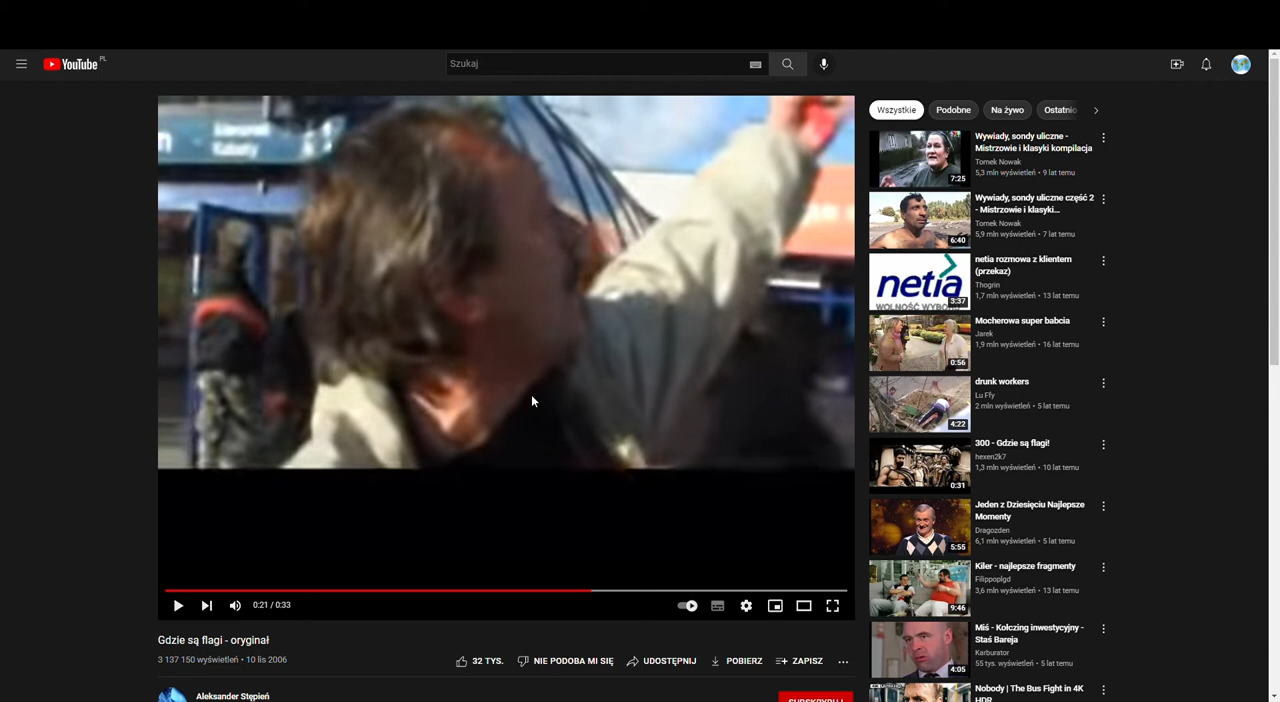 YouTube PL
Szukaj
Wszystkie
Podobne
Na żywo
Ostatnio
Wywiady, sondy uliczne -
Mistrzowie i klasyki kompilacja
Tomek Nowak
5,3 mln wyświetleń • 9 lat temu
7:25
Wywiady, sondy uliczne część 2
- Mistrzowie i klasyki...
Tomek Nowak
5,9 mln wyświetleń • 7 lat temu
6:40
netia rozmowa z klientem
(przekaz)
Thogrin
1,7 mln wyświetleń • 13 lat temu
netia
WOLNOŚĆ WYBORU
3:37
Mocherowa super babcia
Jarek
1,9 mln wyświetleń • 16 lat temu
0:56
drunk workers
Lu Ffy
2 mln wyświetleń • 5 lat temu
4:22
300 - Gdzie są flagi!
hexen2k7
1,3 mln wyświetleń • 10 lat temu
0:31
Jeden z Dziesięciu Najlepsze
Momenty
Dragozden
6,1 mln wyświetleń • 5 lat temu
5:55
Kiler - najlepsze fragmenty
Filippoplgd
3,6 mln wyświetleń • 13 lat temu
9:46
Miś - Kołczing inwestycyjny -
Staś Bareja
Karburator
55 tys. wyświetleń • 5 lat temu
4:05
Nobody | The Bus Fight in 4K
HDR
0:21 / 0:33
Gdzie są flagi - oryginał
3 137 150 wyświetleń • 10 lis 2006
32 TYS.
NIE PODOBA MI SIĘ
UDOSTĘPNIJ
POBIERZ
ZAPISZ
Aleksander Stępień
SUBSKRYBUJ